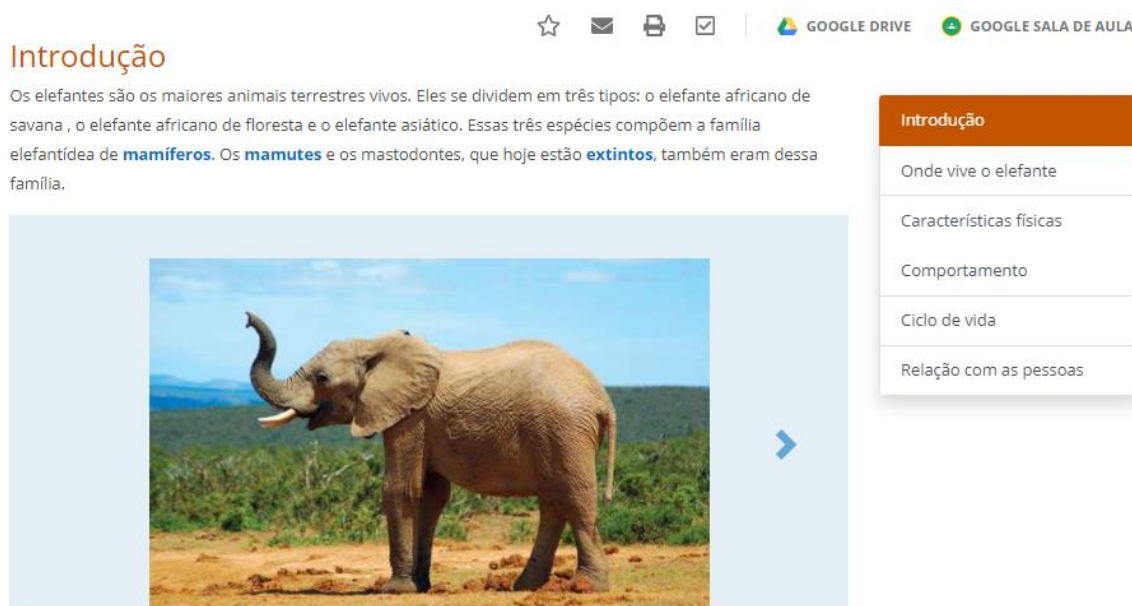 GOOGLE DRIVE
GOOGLE SALA DE AULA
Introdução
Os elefantes são os maiores animais terrestres vivos. Eles se dividem em três tipos: o elefante africano de
savana , o elefante africano de floresta e o elefante asiático. Essas três espécies compõem a família
elefantídea de mamíferos. Os mamutes e os mastodontes, que hoje estão extintos, também eram dessa
família.
Introdução
Onde vive o elefante
Características físicas
Comportamento
Ciclo de vida
Relação com as pessoas